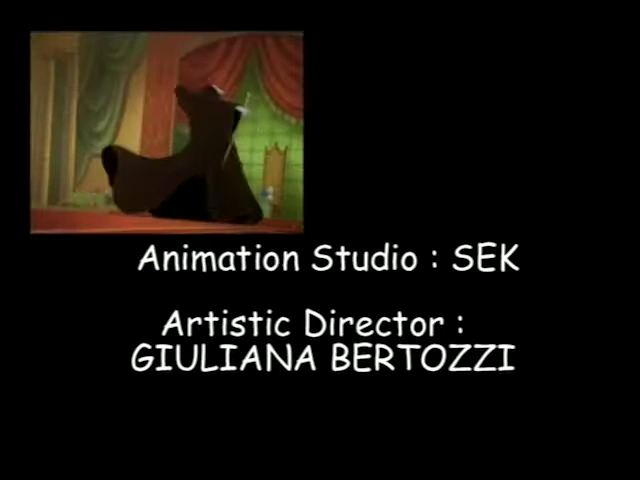 Animation Studio : SEK
Artistic Director :
GIULIANA BERTOZZI